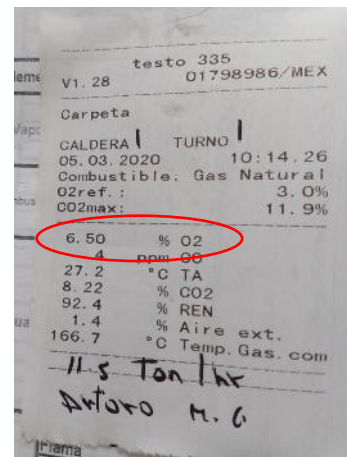 testo 335
V1.28 01798986/MEX
Carpeta
CALDERA 1 TURNO 1
05.03.2020 10:14.26
Combustible: Gas Natural
O2ref.: 3.0%
CO2max: 11.9%
6.50 % O2
4 ppm CO
27.2 °C TA
8.22 % CO2
92.4 % REN
1.4 % Aire ext.
166.7 °C Temp.Gas.com
11.5 Ton/hr
Arturo M. G
Flama